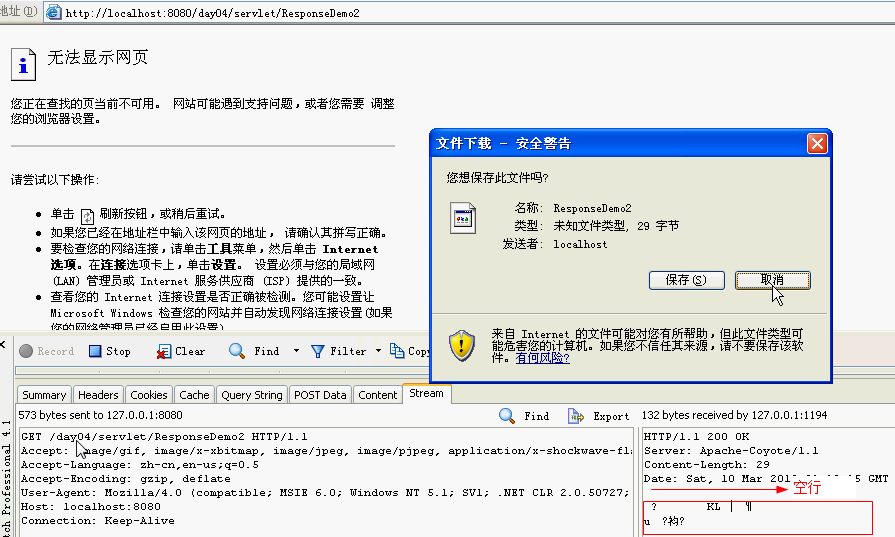 地址(D) http://localhost:8080/day04/servlet/ResponseDemo2
无法显示网页
您正在查找的页当前不可用。 网站可能遇到支持问题，或者您需要 调整
您的浏览器设置。
请尝试以下操作:
单击 刷新按钮，或稍后重试。
如果您已经在地址栏中输入该网页的地址， 请确认其拼写正确。
要检查您的网络连接，请单击工具菜单，然后单击 Internet
选项。在连接选项卡上，单击设置。 设置必须与您的局域网
(LAN) 管理员或 Internet 服务供应商 (ISP) 提供的一致。
查看您的 Internet 连接设置是否正确被检测。您可能设置让
Microsoft Windows 检查您的网站并自动发现网络连接设置(如果
您的网络管理员已经启用此设置)
文件下载 - 安全警告
您想保存此文件吗?
名称: ResponseDemo2
类型: 未知文件类型, 29 字节
发送者: localhost
保存(S) 取消
来自 Internet 的文件可能对您有所帮助，但此文件类型可
能危害您的计算机。如果您不信任其来源，请不要保存该软
件。有何风险?
Record Stop Clear Find Filter Copy
Summary Headers Cookies Cache Query String POST Data Content Stream
573 bytes sent to 127.0.0.1:8080 Find Export 132 bytes received by 127.0.0.1:1194
GET /day04/servlet/ResponseDemo2 HTTP/1.1
Accept: image/gif, image/x-xbitmap, image/jpeg, image/pjpeg, application/x-shockwave-fl
Accept-Language: zh-cn,en-us;q=0.5
Accept-Encoding: gzip, deflate
User-Agent: Mozilla/4.0 (compatible; MSIE 6.0; Windows NT 5.1; SV1; .NET CLR 2.0.50727;
Host: localhost:8080
Connection: Keep-Alive
HTTP/1.1 200 OK
Server: Apache-Coyote/1.1
Content-Length: 29
Date: Sat, 10 Mar GMT
空行
? KL | ¶
u ?袀?
tch Professional 4.1